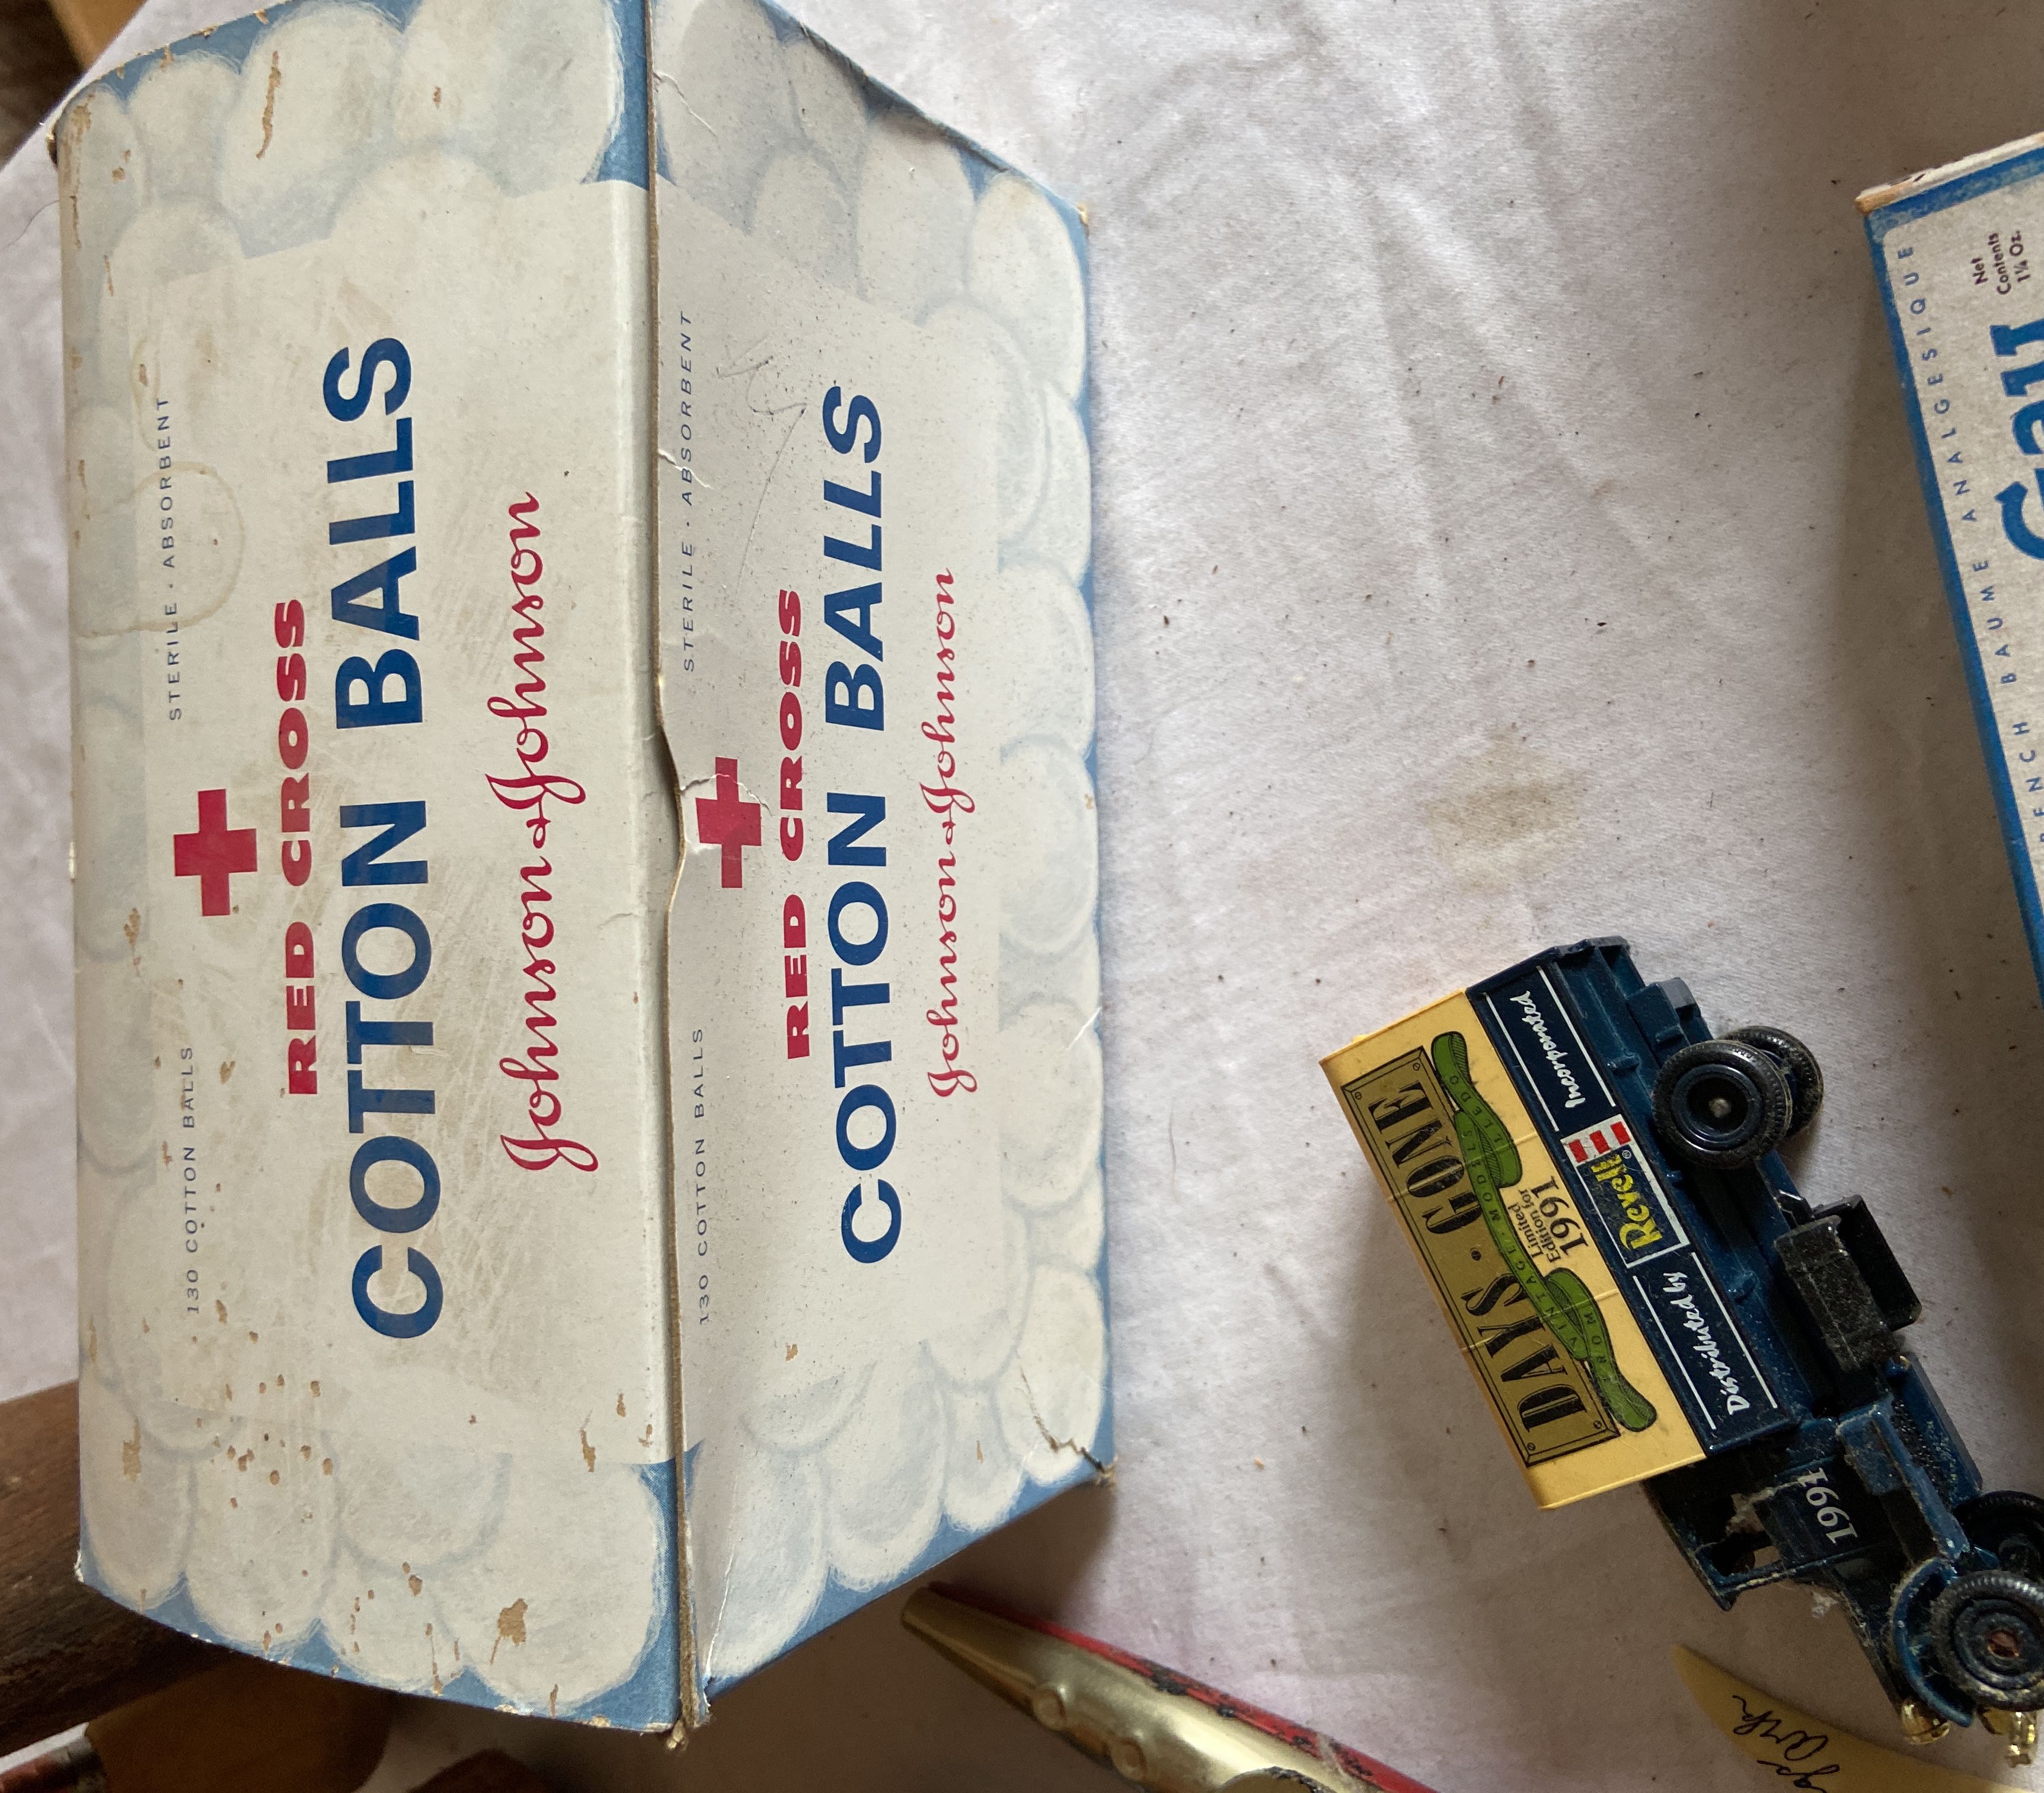 130 COTTON BALLS STERILE · ABSORBENT
RED CROSS
COTTON BALLS
Johnson & Johnson
130 COTTON BALLS STERILE · ABSORBENT
RED CROSS
COTTON BALLS
Johnson & Johnson
DAYS · GONE
FROM VINTAGE · MODELS LLEDO
Limited
Edition for
1991
Distributed by Revell® Incorporated
1991
BAUME ANALGESIQUE
Net
Contents
1¼ Oz.